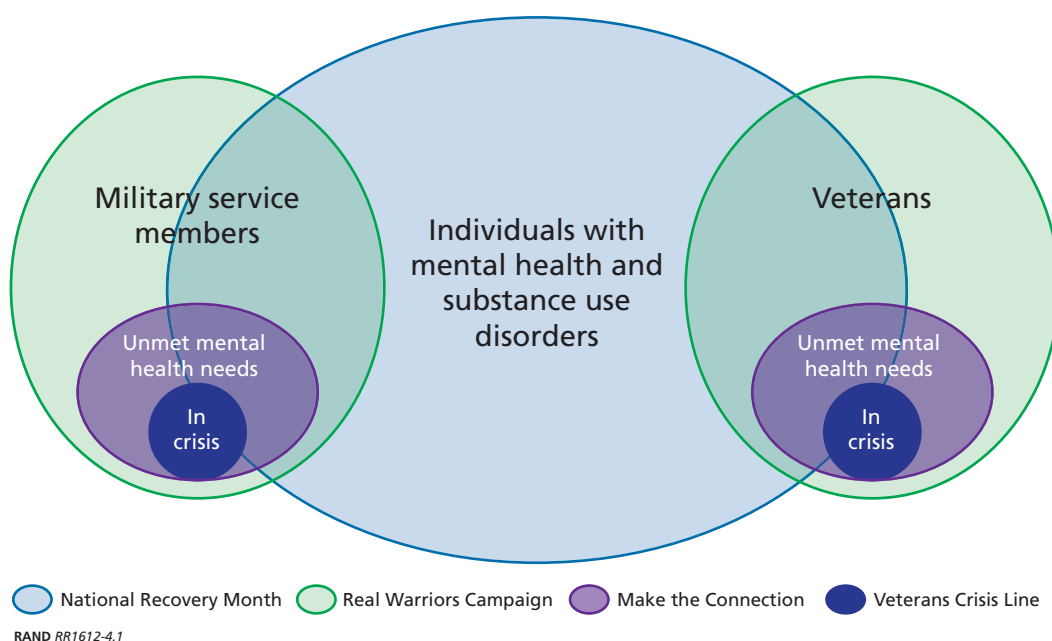 Military service
members
Individuals with
mental health and
substance use
disorders
Veterans
Unmet mental
health needs
In
crisis
Unmet mental
health needs
In
crisis
National Recovery Month
Real Warriors Campaign
Make the Connection
Veterans Crisis Line
RAND RR1612-4.1